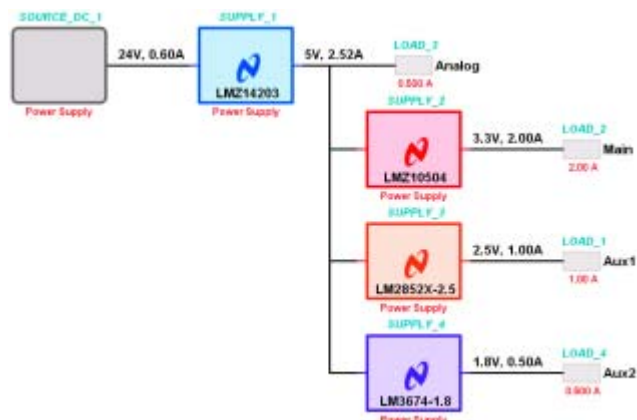 SOURCE_DC_1
SUPPLY_1
24V, 0.60A
5V, 2.52A
LMZ14203
Power Supply
Power Supply
LOAD_3
Analog
0.500 A
SUPPLY_2
3.3V, 2.00A
LOAD_2
Main
LMZ10504
2.00 A
Power Supply
SUPPLY_3
2.5V, 1.00A
LOAD_1
Aux1
LM2852X-2.5
1.00 A
Power Supply
SUPPLY_4
1.8V, 0.50A
LOAD_4
Aux2
LM3674-1.8
0.500 A
Power Supply